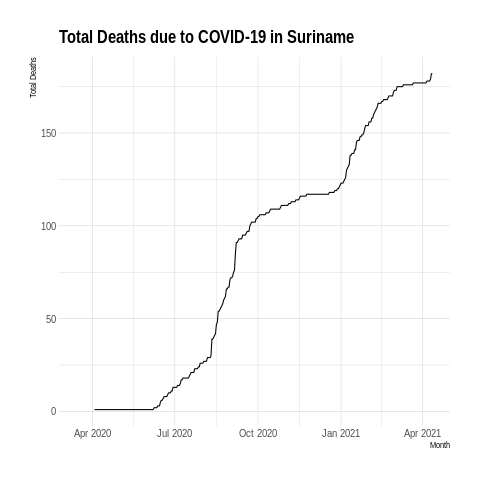 Total Deaths due to COVID-19 in Suriname
Total Deaths
150
100
50
0
Apr 2020 Jul 2020 Oct 2020 Jan 2021 Apr 2021
Month